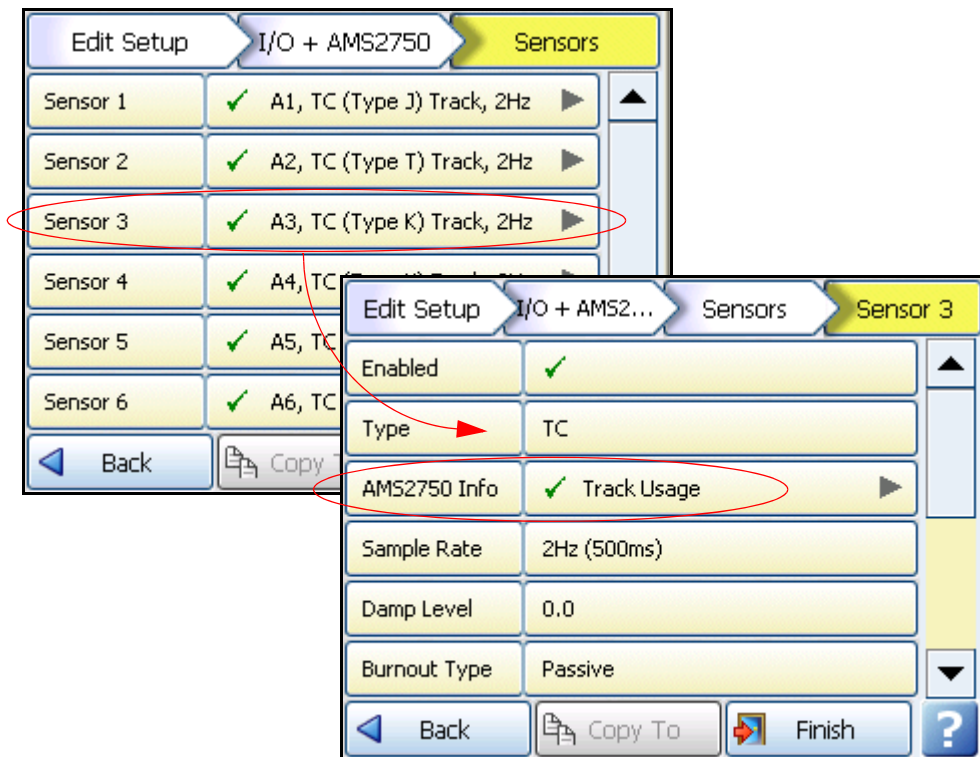 Edit Setup I/O + AMS2750 Sensors
Sensor 1 A1, TC (Type J) Track, 2Hz
Sensor 2 A2, TC (Type T) Track, 2Hz
Sensor 3 A3, TC (Type K) Track, 2Hz
Sensor 4 A4, TC
Sensor 5 A5, TC
Sensor 6 A6, TC
Back Copy
Edit Setup I/O + AMS2... Sensors Sensor 3
Enabled
Type TC
AMS2750 Info Track Usage
Sample Rate 2Hz (500ms)
Damp Level 0.0
Burnout Type Passive
Back Copy To Finish ?